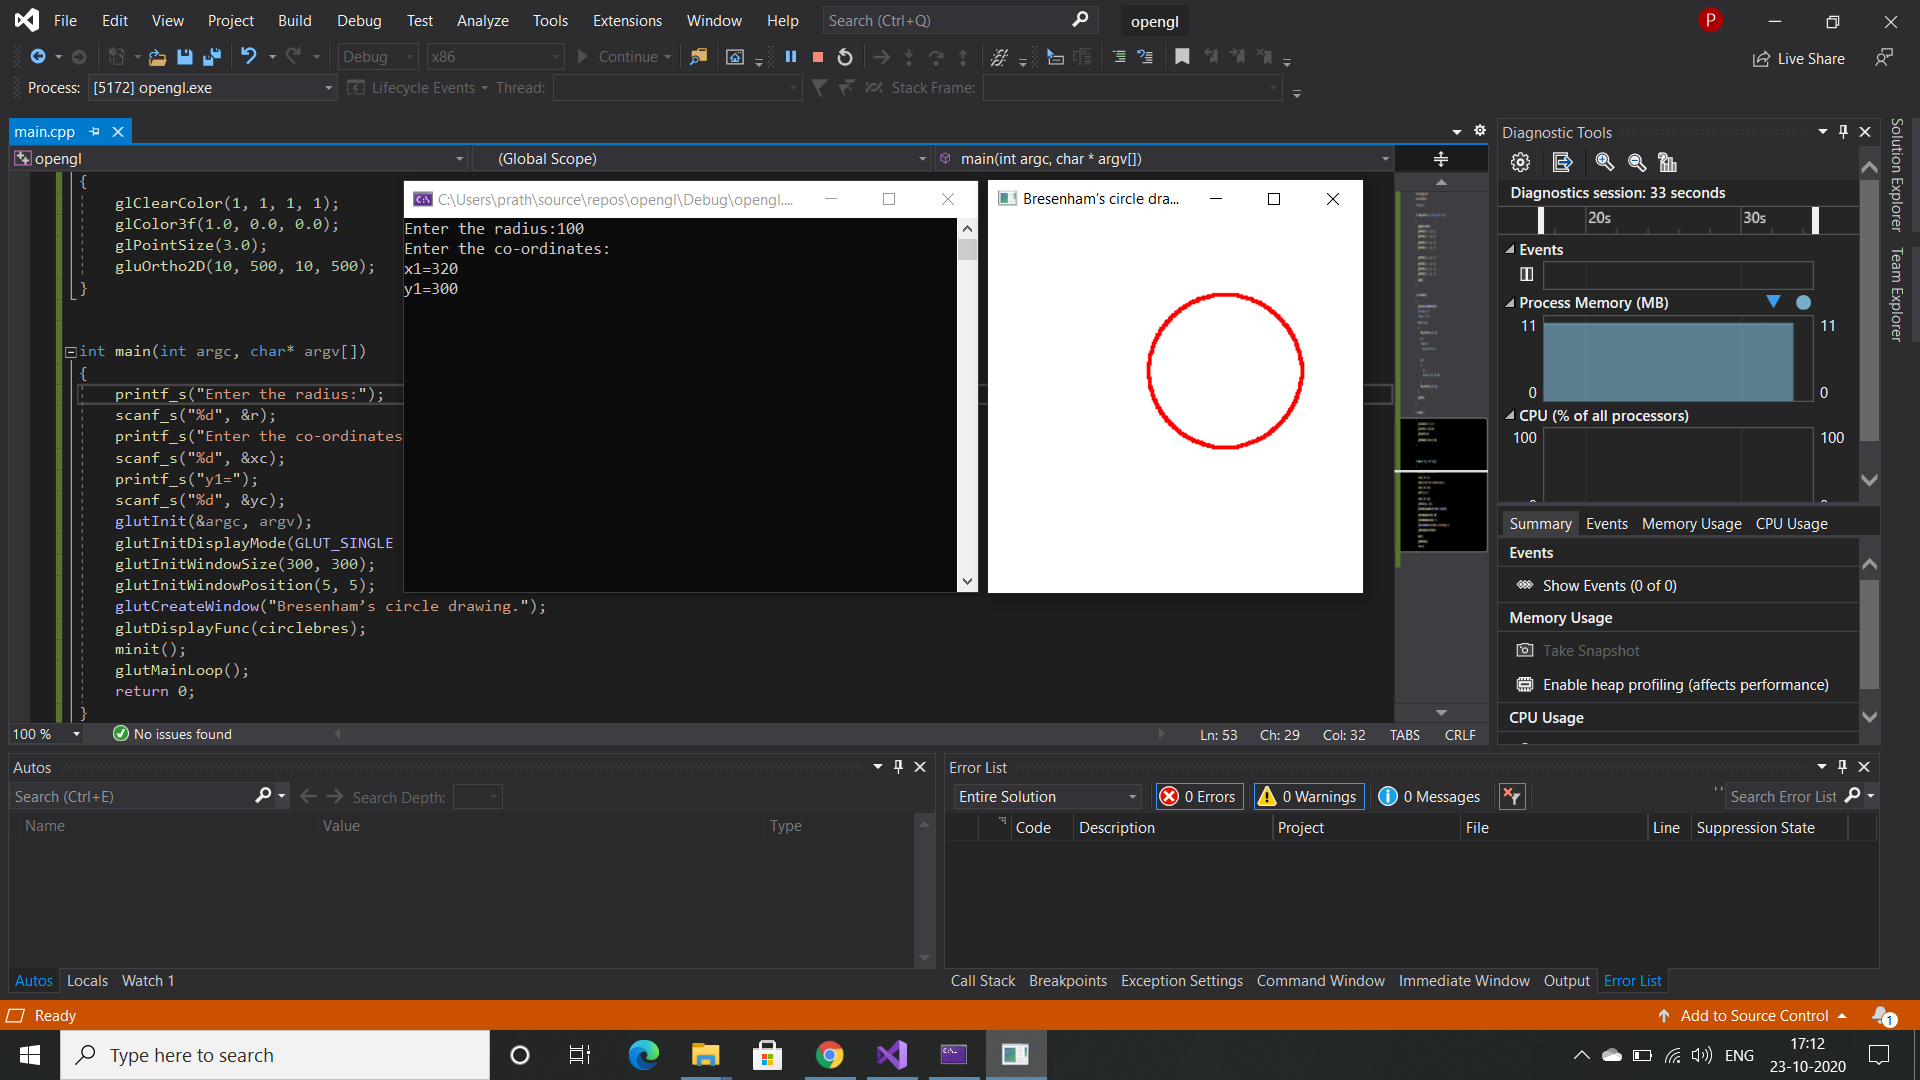 File Edit View Project Build Debug Test Analyze Tools Extensions Window Help Search (Ctrl+Q) opengl P
Debug x86 Continue Live Share
Process: [5172] opengl.exe Lifecycle Events Thread: Stack Frame:
main.cpp
opengl (Global Scope) main(int argc, char * argv[])
{
glClearColor(1, 1, 1, 1);
glColor3f(1.0, 0.0, 0.0);
glPointSize(3.0);
gluOrtho2D(10, 500, 10, 500);
}
int main(int argc, char* argv[])
{
printf_s("Enter the radius:");
scanf_s("%d", &r);
printf_s("Enter the co-ordinates
scanf_s("%d", &xc);
printf_s("y1=");
scanf_s("%d", &yc);
glutInit(&argc, argv);
glutInitDisplayMode(GLUT_SINGLE
glutInitWindowSize(300, 300);
glutInitWindowPosition(5, 5);
glutCreateWindow("Bresenham’s circle drawing.");
glutDisplayFunc(circlebres);
minit();
glutMainLoop();
return 0;
}
C:\Users\prath\source\repos\opengl\Debug\opengl....
Enter the radius:100
Enter the co-ordinates:
x1=320
y1=300
Bresenham's circle dra...
100 % No issues found Ln: 53 Ch: 29 Col: 32 TABS CRLF
Diagnostic Tools
Diagnostics session: 33 seconds
20s 30s
Events
Process Memory (MB)
11 11
0 0
CPU (% of all processors)
100 100
Summary Events Memory Usage CPU Usage
Events
Show Events (0 of 0)
Memory Usage
Take Snapshot
Enable heap profiling (affects performance)
CPU Usage
Solution Explorer
Team Explorer
Autos
Search (Ctrl+E) Search Depth:
Name Value Type
Autos Locals Watch 1
Error List
Entire Solution 0 Errors 0 Warnings 0 Messages Search Error List
Code Description Project File Line Suppression State
Call Stack Breakpoints Exception Settings Command Window Immediate Window Output Error List
Ready Add to Source Control 1
Type here to search ENG 17:12
23-10-2020